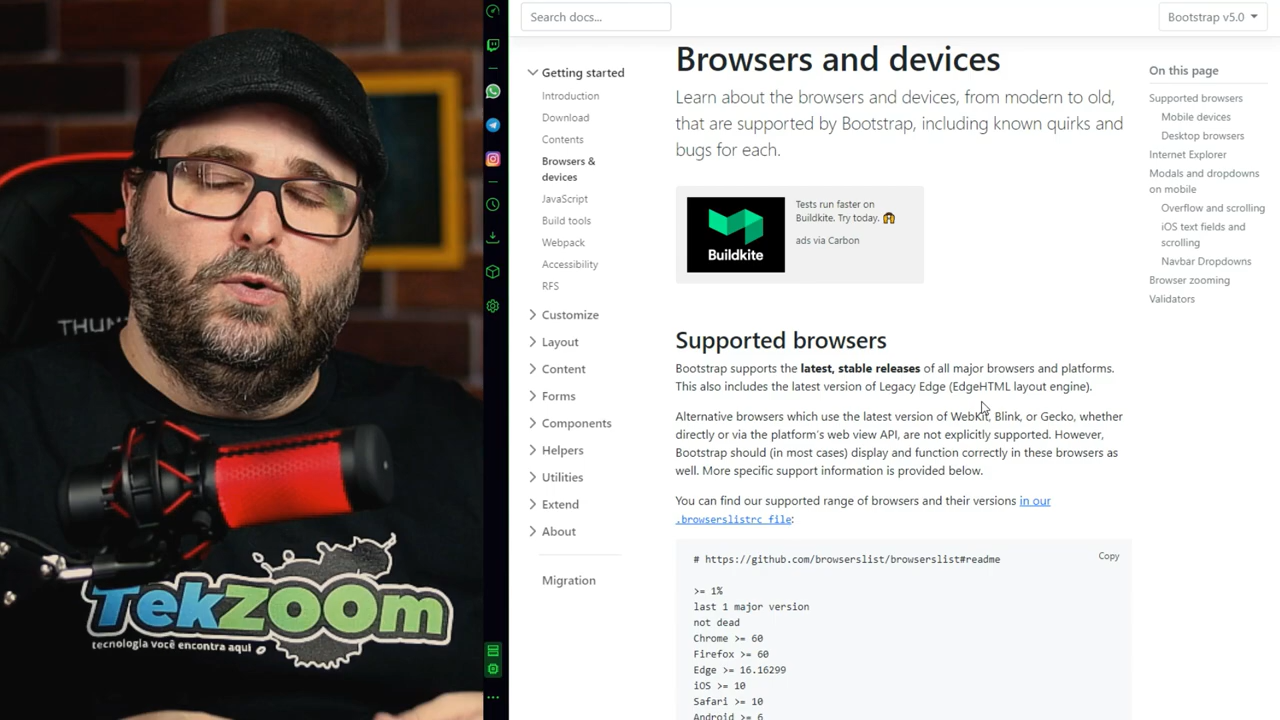 THUN
TekZoom
tecnologia você encontra aqui
Search docs...
Bootstrap v5.0
Getting started
Introduction
Download
Contents
Browsers &
devices
JavaScript
Build tools
Webpack
Accessibility
RFS
Customize
Layout
Content
Forms
Components
Helpers
Utilities
Extend
About
Migration
Browsers and devices
Learn about the browsers and devices, from modern to old,
that are supported by Bootstrap, including known quirks and
bugs for each.
Buildkite
Tests run faster on
Buildkite. Try today.
ads via Carbon
Supported browsers
Bootstrap supports the latest, stable releases of all major browsers and platforms.
This also includes the latest version of Legacy Edge (EdgeHTML layout engine).
Alternative browsers which use the latest version of WebKit, Blink, or Gecko, whether
directly or via the platform's web view API, are not explicitly supported. However,
Bootstrap should (in most cases) display and function correctly in these browsers as
well. More specific support information is provided below.
You can find our supported range of browsers and their versions in our
.browserslistrc file:
Copy
# https://github.com/browserslist/browserslist#readme
>= 1%
last 1 major version
not dead
Chrome >= 60
Firefox >= 60
Edge >= 16.16299
iOS >= 10
Safari >= 10
Android >= 6
On this page
Supported browsers
Mobile devices
Desktop browsers
Internet Explorer
Modals and dropdowns
on mobile
Overflow and scrolling
iOS text fields and
scrolling
Navbar Dropdowns
Browser zooming
Validators